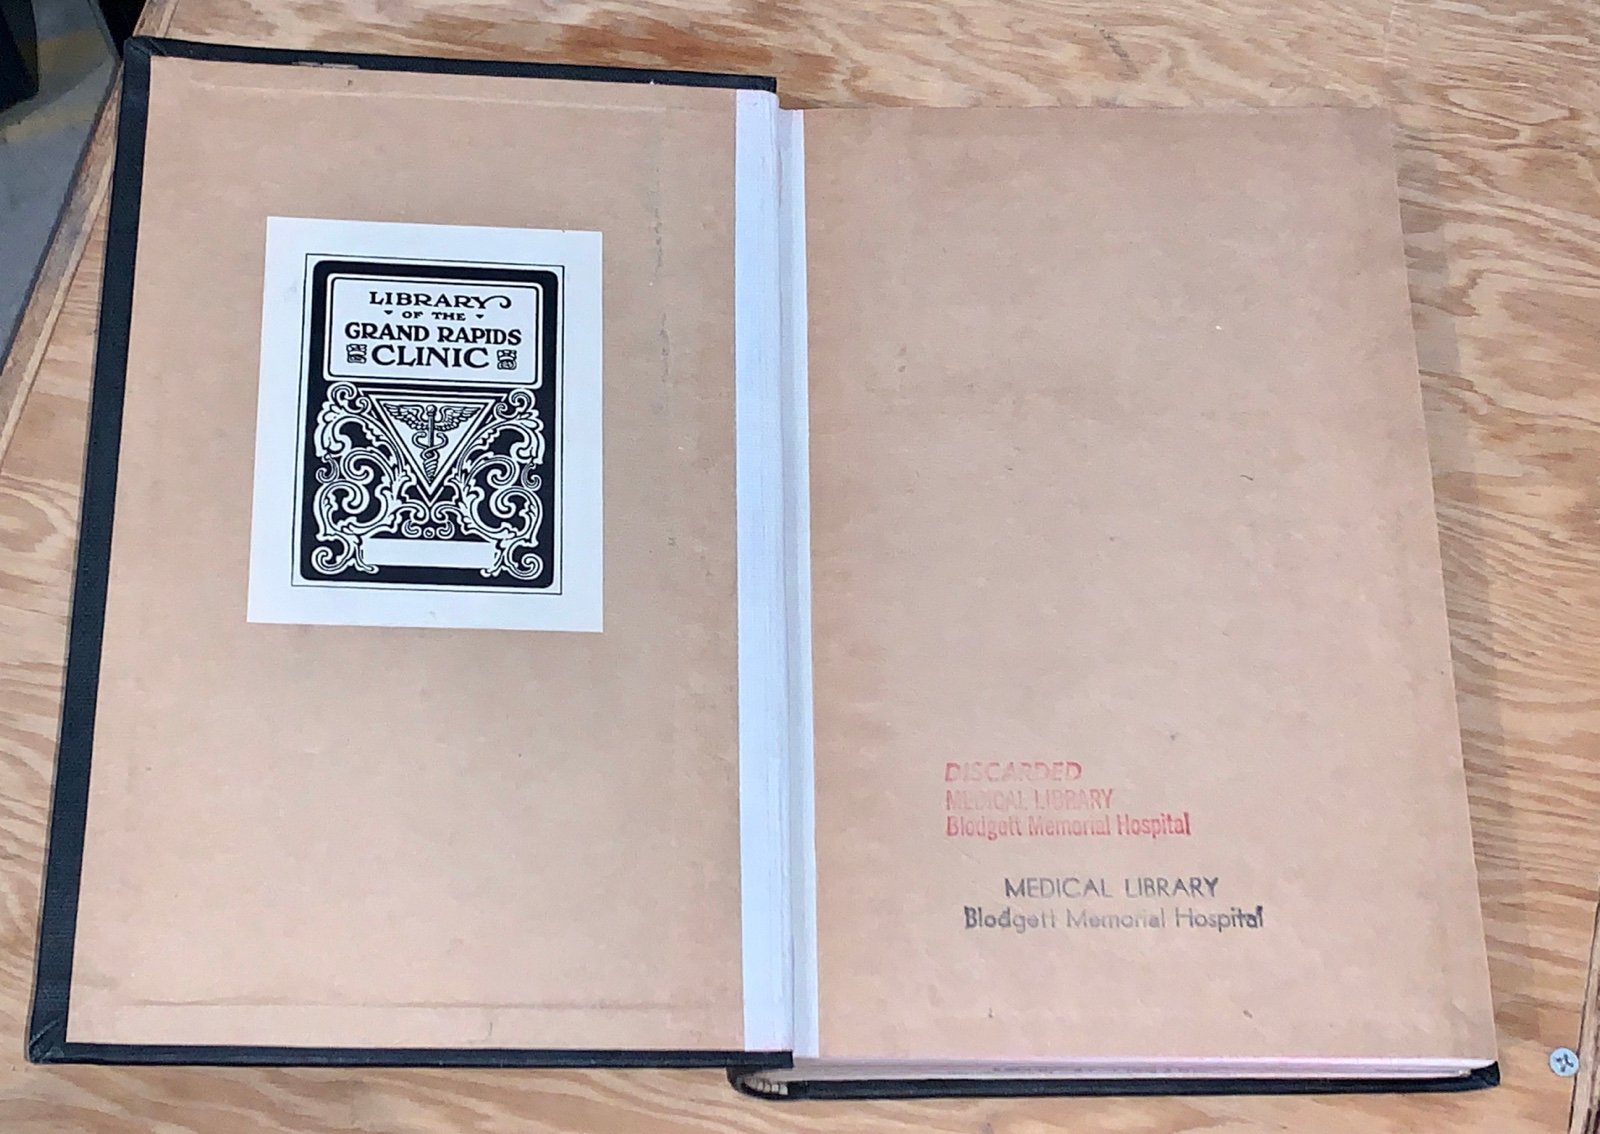 LIBRARY
OF THE
GRAND RAPIDS
CLINIC
DISCARDED
MEDICAL LIBRARY
Blodgett Memorial Hospital
MEDICAL LIBRARY
Blodgett Memorial Hospital